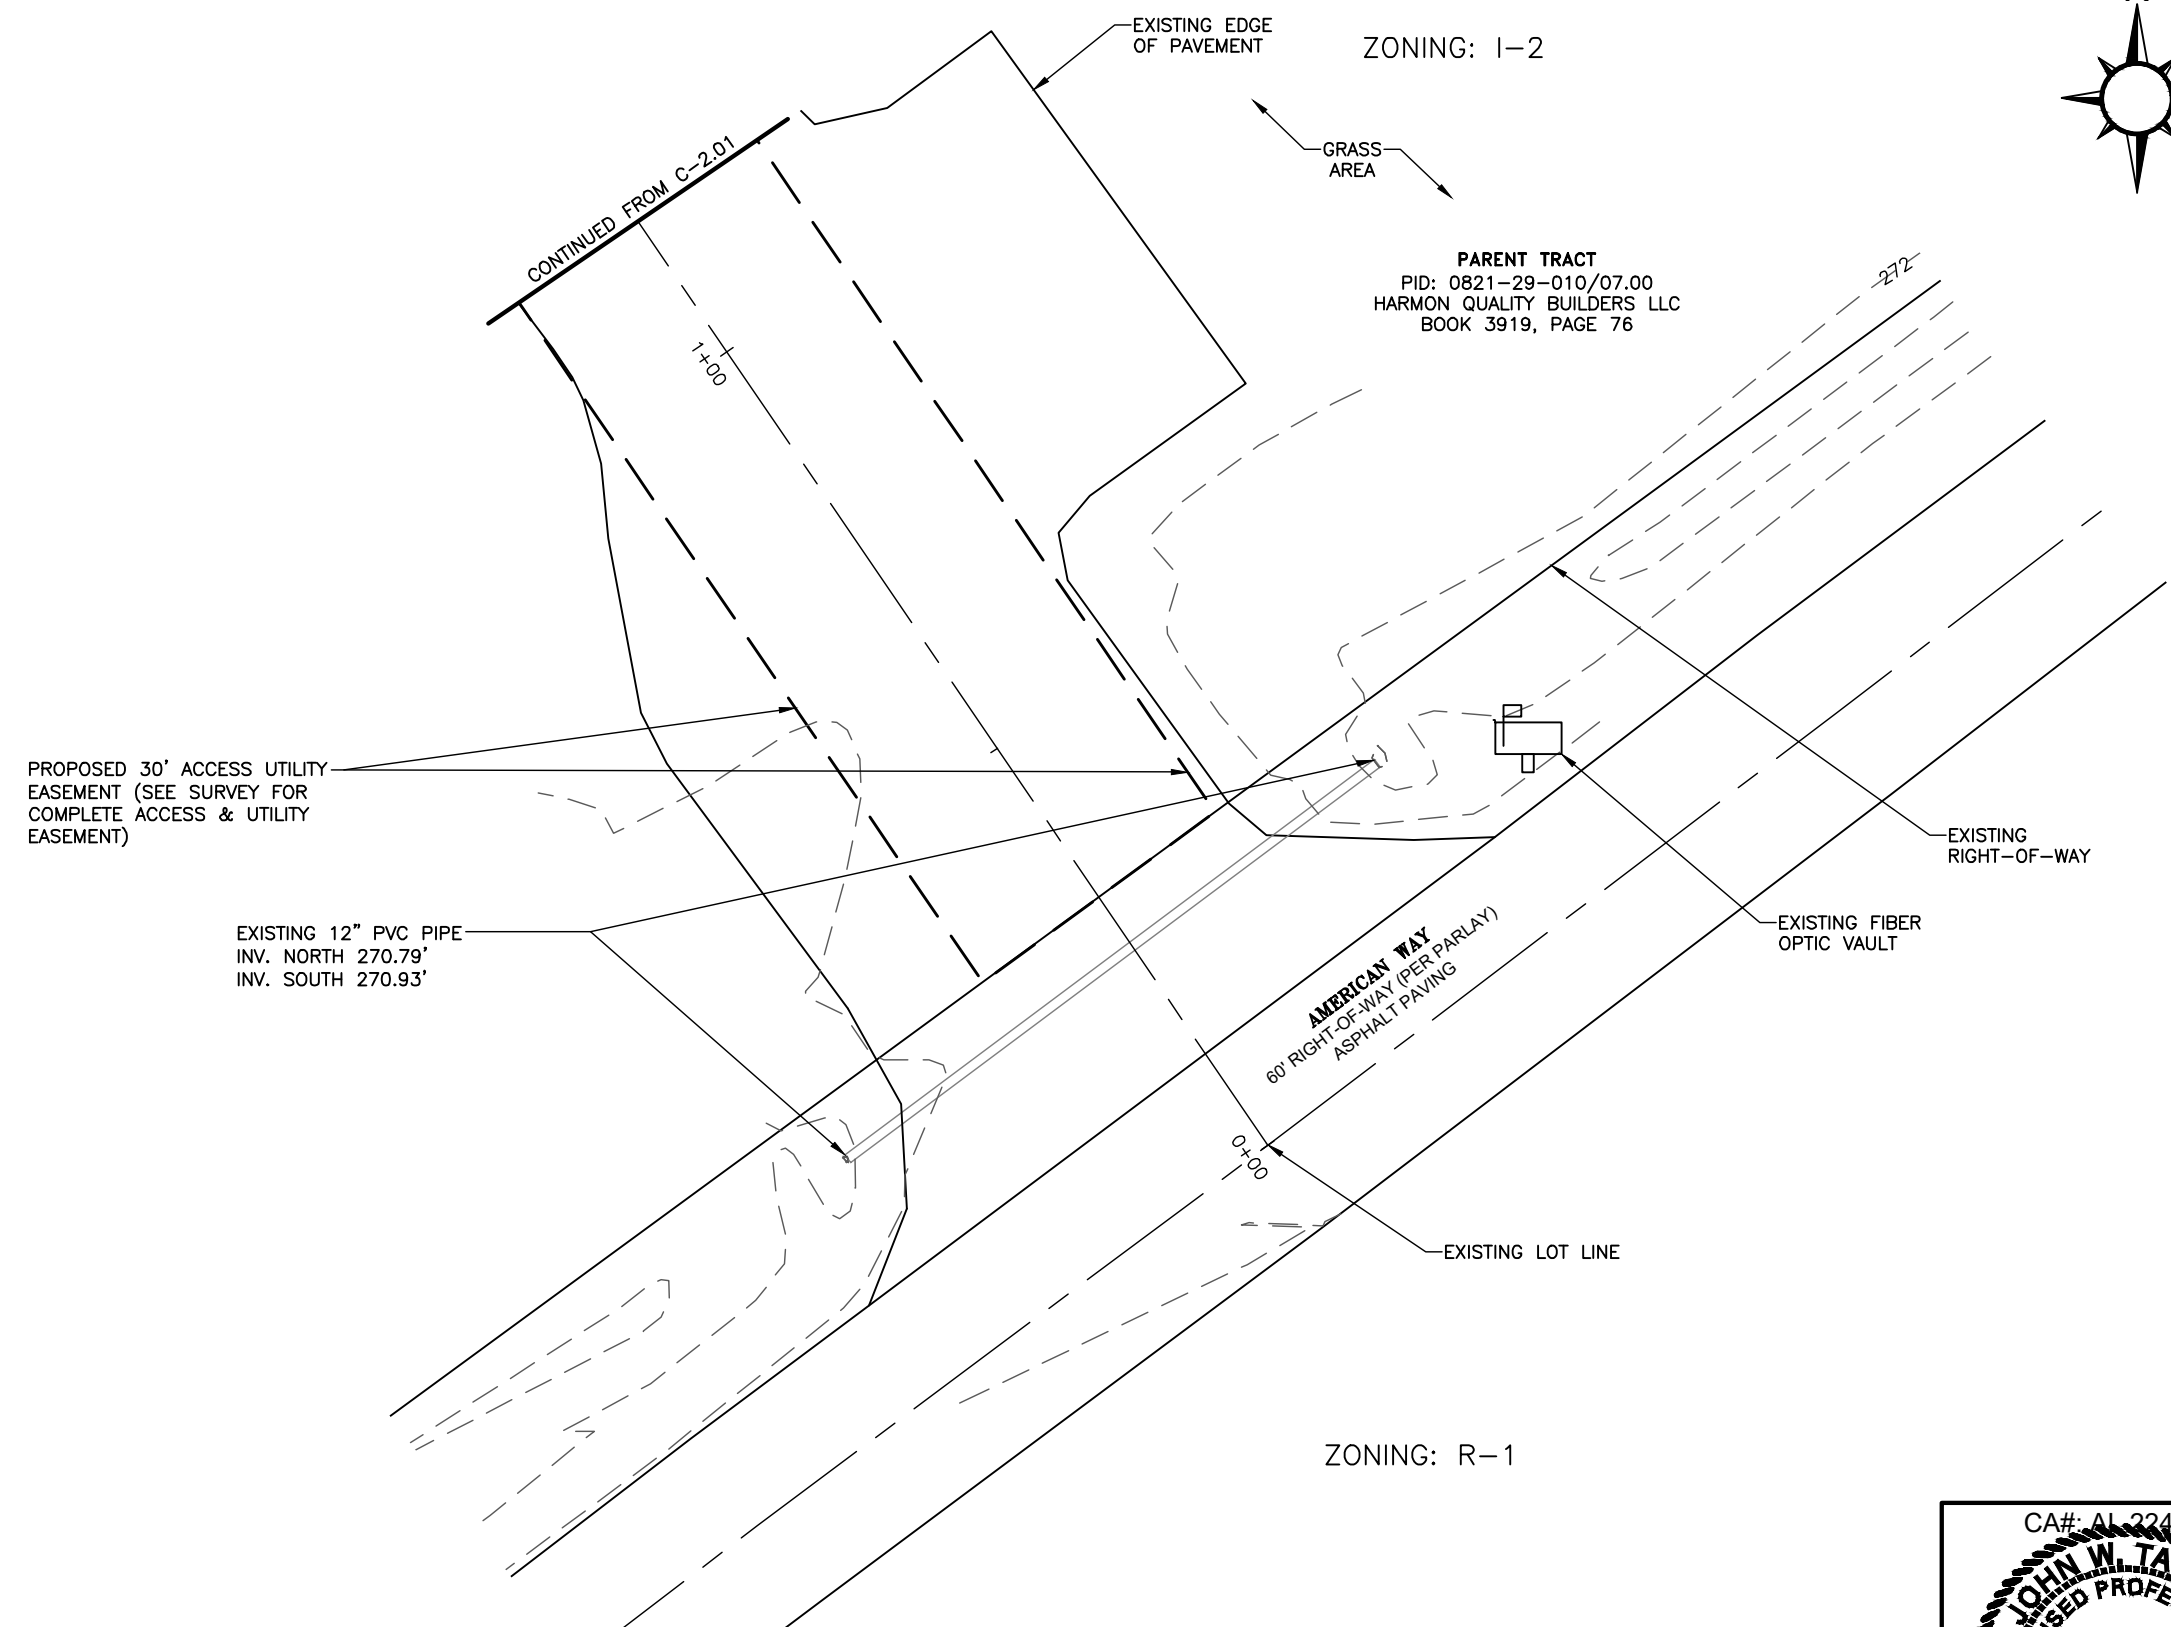 EXISTING EDGE
OF PAVEMENT
ZONING: I-2
CONTINUED FROM C-2.01
GRASS
AREA
PARENT TRACT
PID: 0821-29-010/07.00
HARMON QUALITY BUILDERS LLC
BOOK 3919, PAGE 76
272
1+00
PROPOSED 30' ACCESS UTILITY
EASEMENT (SEE SURVEY FOR
COMPLETE ACCESS & UTILITY
EASEMENT)
EXISTING
RIGHT-OF-WAY
EXISTING 12" PVC PIPE
INV. NORTH 270.79'
INV. SOUTH 270.93'
EXISTING FIBER
OPTIC VAULT
AMERICAN WAY
60' RIGHT-OF-WAY (PER PARLAY)
ASPHALT PAVING
0+00
EXISTING LOT LINE
ZONING: R-1
CA#: AL 224
JOHN W. TA